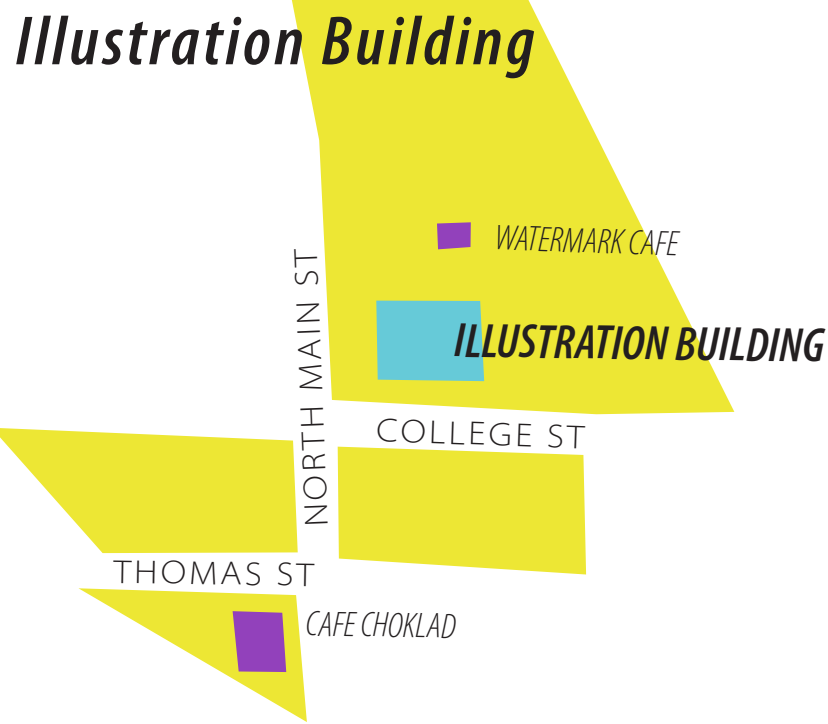 Illustration Building
WATERMARK CAFE
ILLUSTRATION BUILDING
NORTH MAIN ST
COLLEGE ST
THOMAS ST
CAFE CHOKLAD